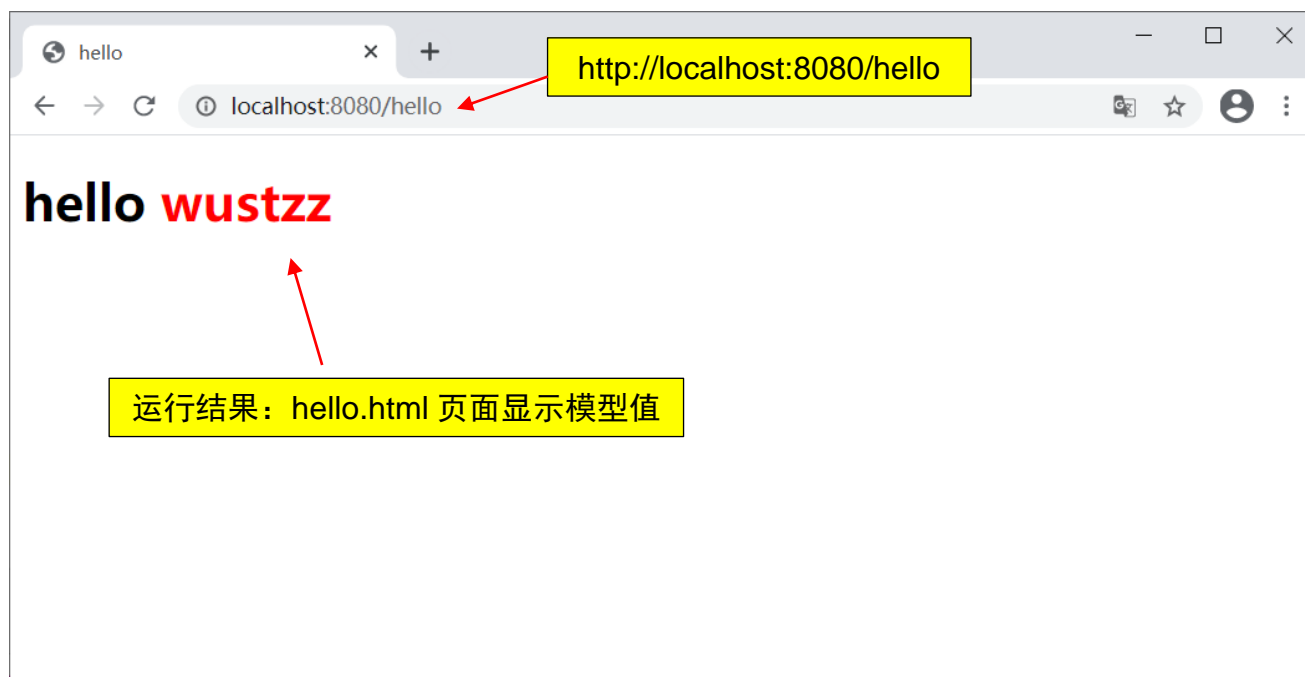 hello
http://localhost:8080/hello
localhost:8080/hello
hello wustzz
运行结果：hello.html 页面显示模型值